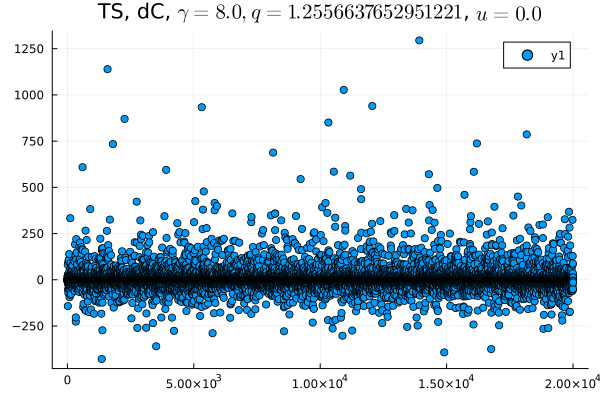 TS, dC, γ = 8.0, q = 1.2556637652951221, u = 0.0
y1
1250
1000
750
500
250
0
−250
0 5.00×10³ 1.00×10⁴ 1.50×10⁴ 2.00×10⁴